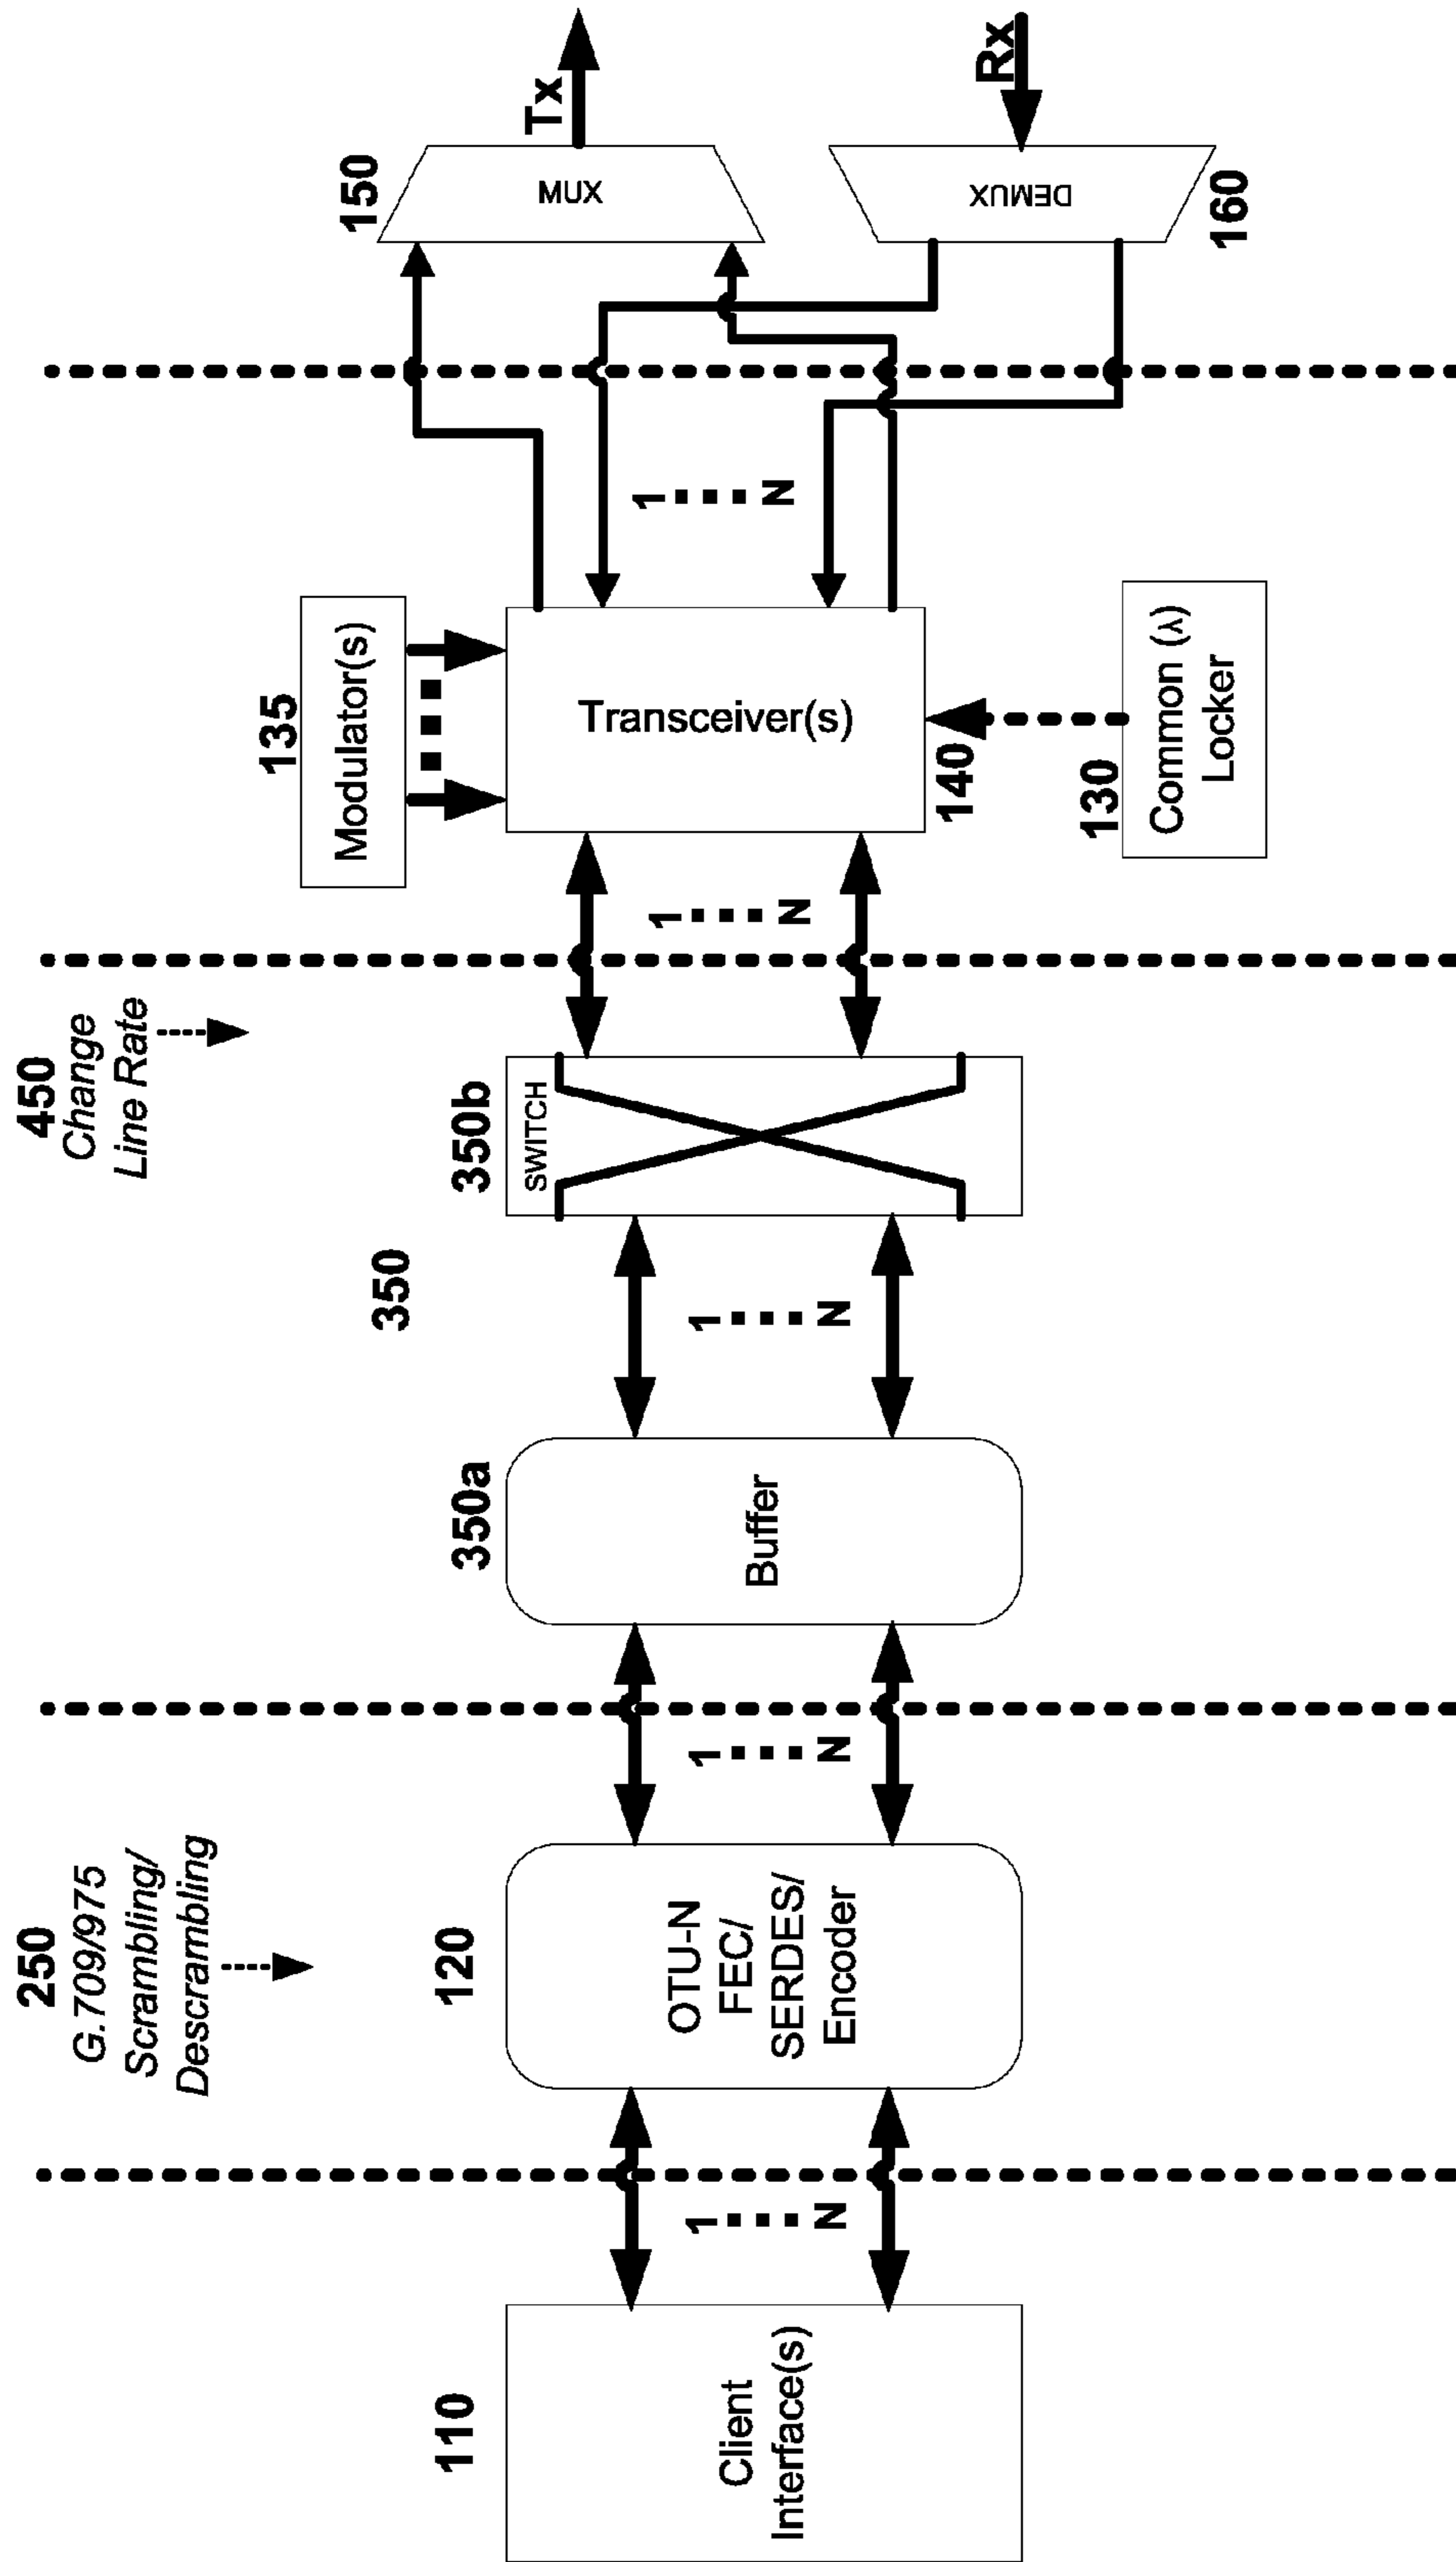 250
G.709/975
Scrambling/
Descrambling
450
Change
Line Rate
110
Client
Interface(s)
1
N
120
OTU-N
FEC/
SERDES/
Encoder
1
N
350
350a
Buffer
1
N
350b
SWITCH
1
N
135
Modulator(s)
Transceiver(s)
140
130
Common (λ)
Locker
1
N
150
MUX
Tx
DEMUX
160
Rx